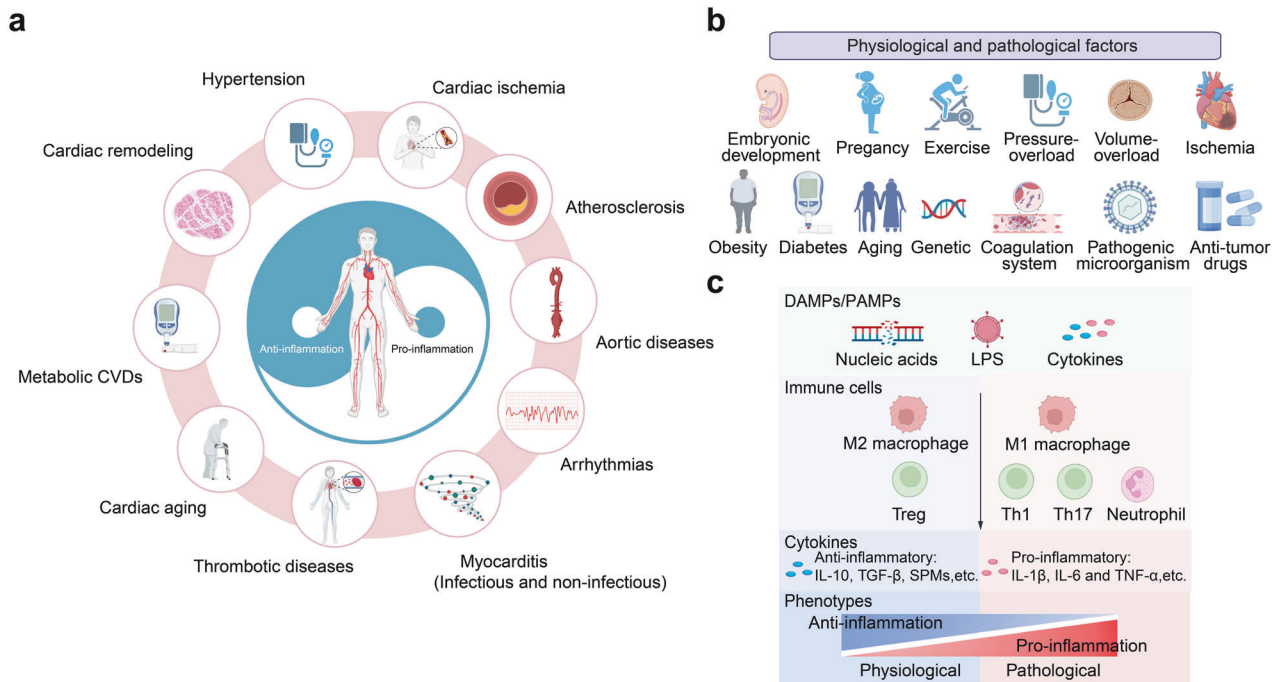 a
Hypertension
Cardiac ischemia
Cardiac remodeling
Atherosclerosis
Anti-inflammation
Pro-inflammation
Aortic diseases
Metabolic CVDs
Arrhythmias
Cardiac aging
Thrombotic diseases
Myocarditis
(Infectious and non-infectious)
b
Physiological and pathological factors
Embryonic
development
Pregancy
Exercise
Pressure-
overload
Volume-
overload
Ischemia
Obesity
Diabetes
Aging
Genetic
Coagulation
system
Pathogenic
microorganism
Anti-tumor
drugs
c
DAMPs/PAMPs
Nucleic acids
LPS
Cytokines
Immune cells
M2 macrophage
M1 macrophage
Treg
Th1
Th17
Neutrophil
Cytokines
Anti-inflammatory:
IL-10, TGF-β, SPMs,etc.
Pro-inflammatory:
IL-1β, IL-6 and TNF-α,etc.
Phenotypes
Anti-inflammation
Pro-inflammation
Physiological
Pathological